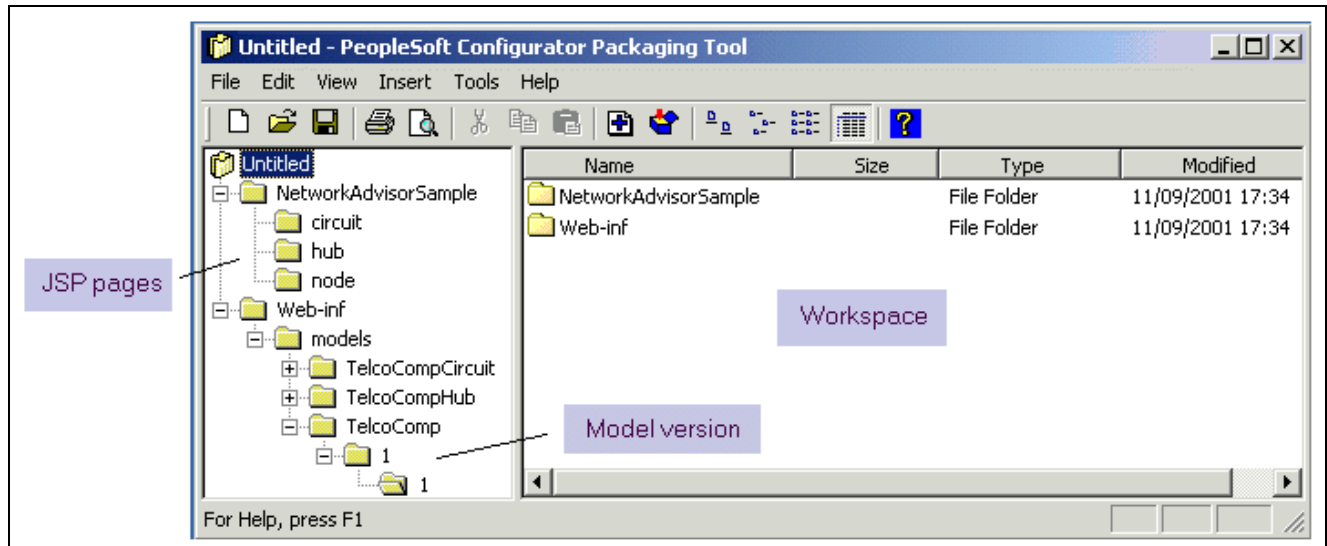 Untitled - PeopleSoft Configurator Packaging Tool
File Edit View Insert Tools Help
Untitled
NetworkAdvisorSample
circuit
hub
node
Web-inf
models
TelcoCompCircuit
TelcoCompHub
TelcoComp
1
1
Name Size Type Modified
NetworkAdvisorSample File Folder 11/09/2001 17:34
Web-inf File Folder 11/09/2001 17:34
JSP pages
Workspace
Model version
For Help, press F1